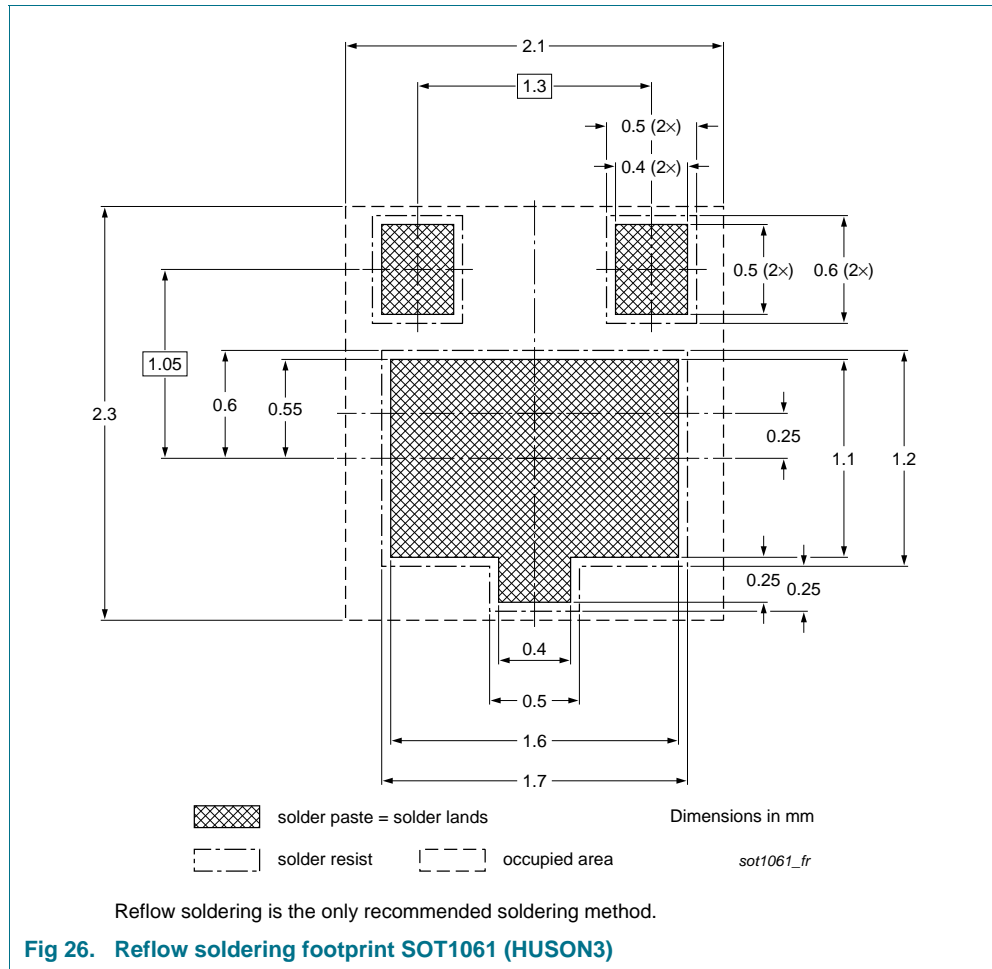 2.1
1.3
0.5 (2×)
0.4 (2×)
0.5 (2×) 0.6 (2×)
1.05
0.6 0.55
2.3
0.25
1.1 1.2
0.25 0.25
0.4
0.5
1.6
1.7
solder paste = solder lands Dimensions in mm
solder resist occupied area sot1061_fr
Reflow soldering is the only recommended soldering method.
Fig 26. Reflow soldering footprint SOT1061 (HUSON3)